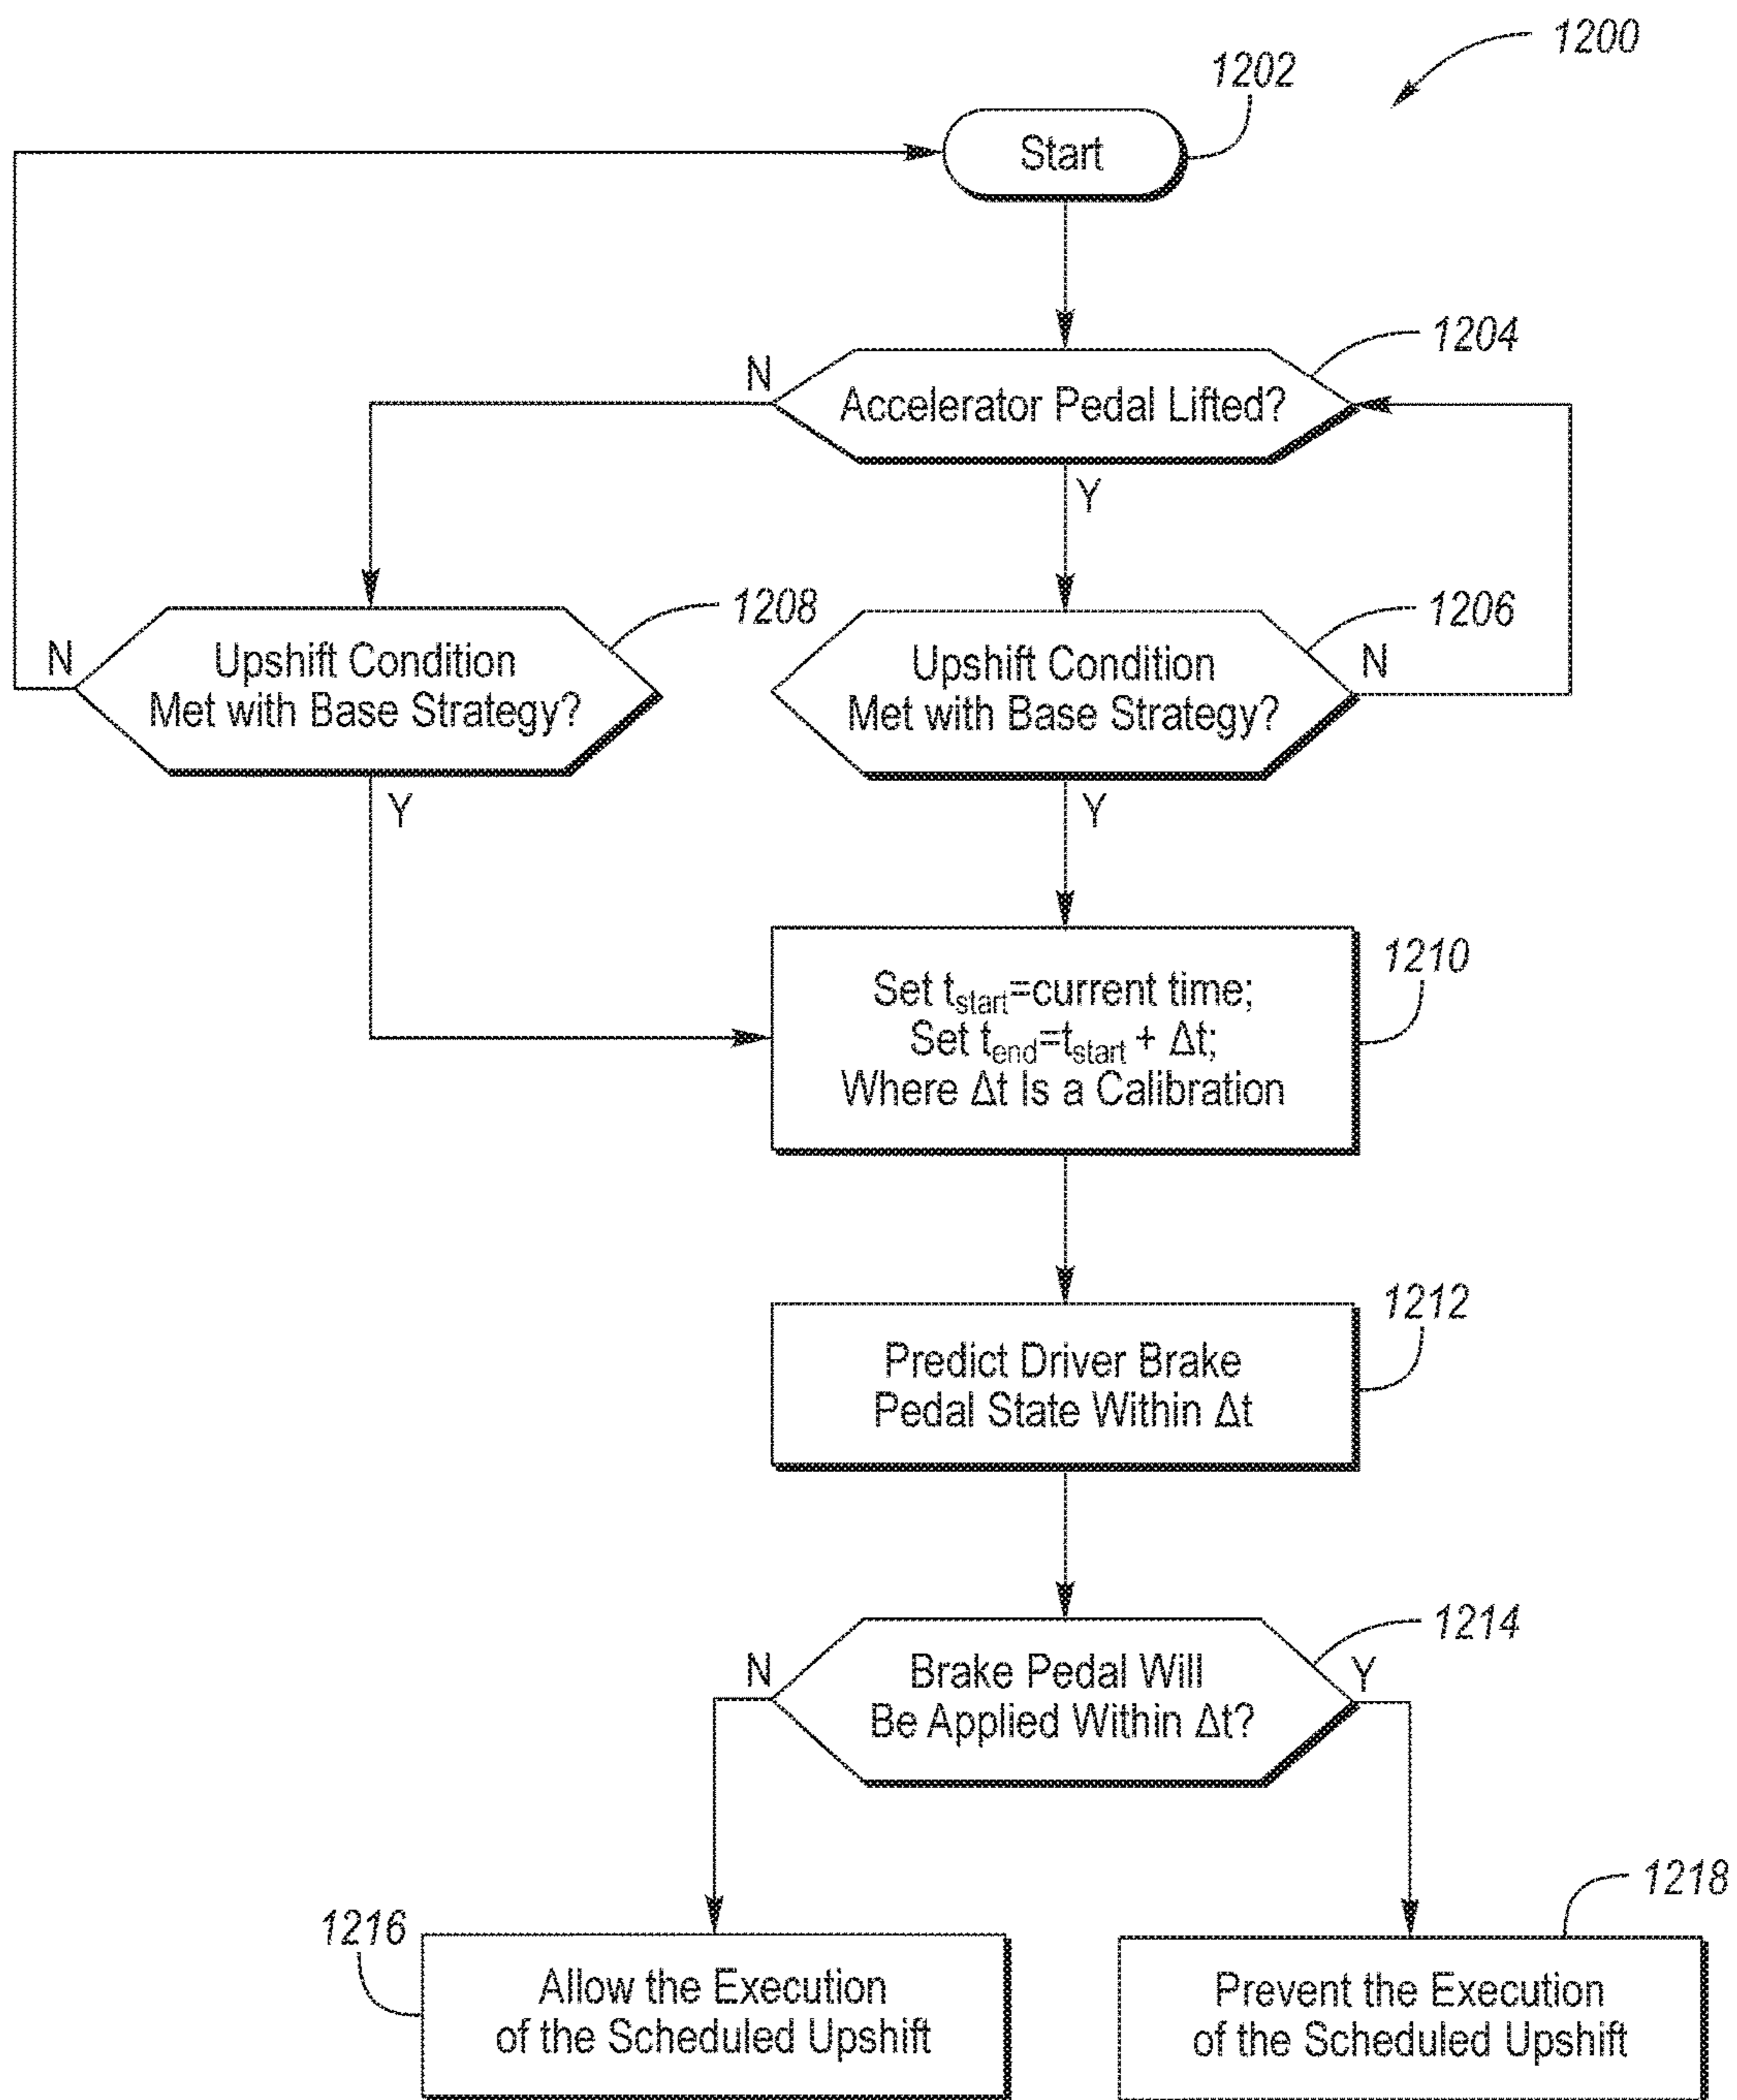 1200
1202
Start
1204
N
Accelerator Pedal Lifted?
Y
1208
1206
N
Upshift Condition
Met with Base Strategy?
Upshift Condition
Met with Base Strategy?
N
Y
Y
1210
Set tstart=current time;
Set tend=tstart + Δt;
Where Δt Is a Calibration
1212
Predict Driver Brake
Pedal State Within Δt
1214
N
Brake Pedal Will
Be Applied Within Δt?
Y
1216
1218
Allow the Execution
of the Scheduled Upshift
Prevent the Execution
of the Scheduled Upshift